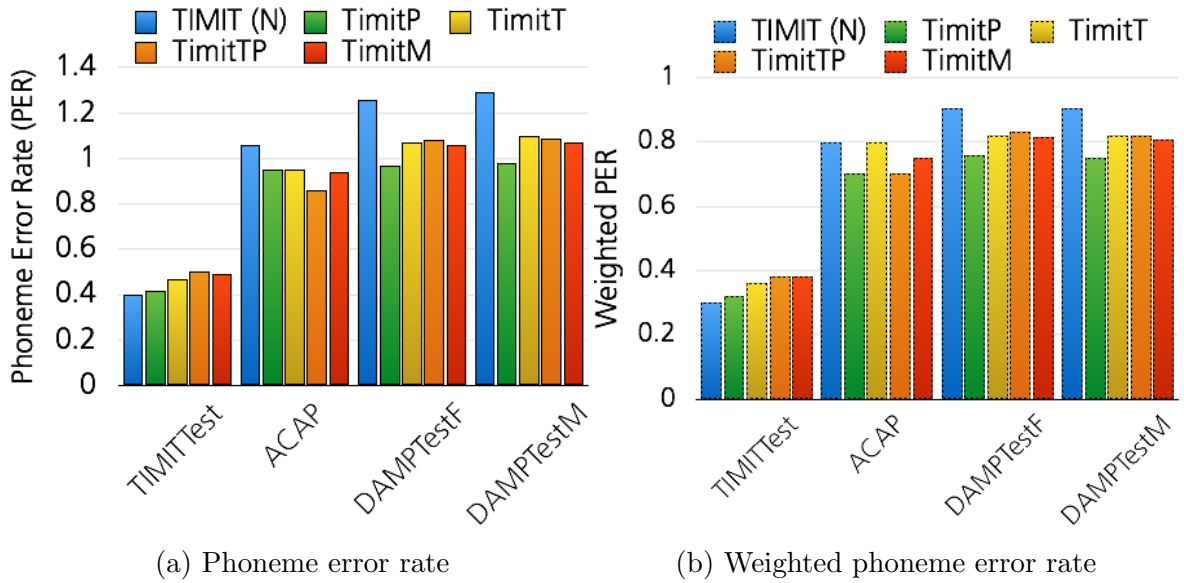 TIMIT (N) TimitP TimitT
TimitTP TimitM
1.4
1.2
1
0.8
0.6
0.4
0.2
0
Phoneme Error Rate (PER)
TIMITTest
ACAP
DAMPTestF
DAMPTestM
(a) Phoneme error rate
TIMIT (N) TimitP TimitT
TimitTP TimitM
1
0.8
0.6
0.4
0.2
0
Weighted PER
TIMITTest
ACAP
DAMPTestF
DAMPTestM
(b) Weighted phoneme error rate